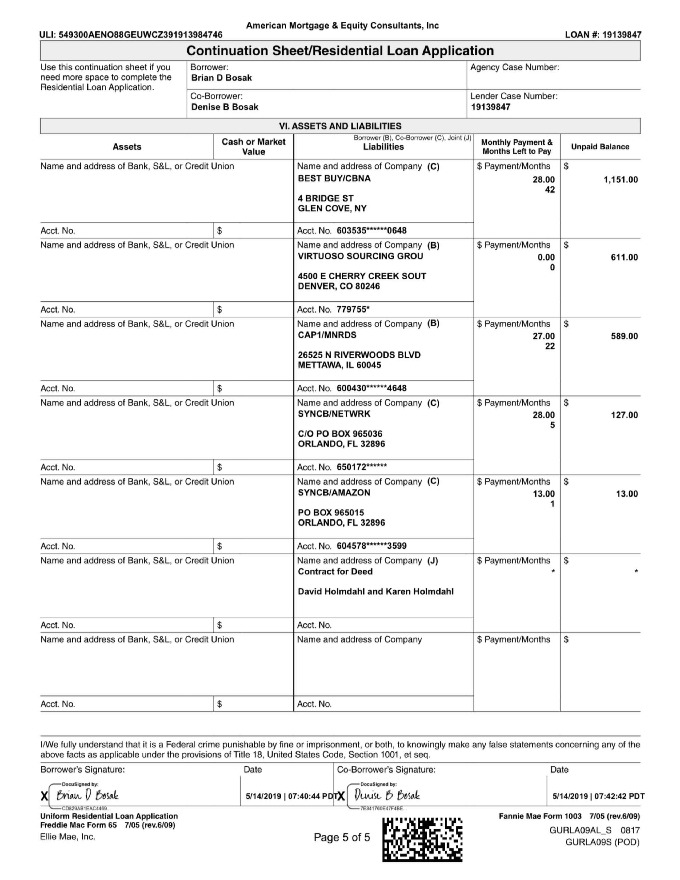 American Mortgage & Equity Consultants, Inc
ULI: 549300AENO88GEUWCZ391913984746 LOAN #: 19139847
Continuation Sheet/Residential Loan Application
Use this continuation sheet if you need more space to complete the Residential Loan Application.
Borrower:
Brian D Bosak
Agency Case Number:
Co-Borrower:
Denise B Bosak
Lender Case Number:
19139847
VI. ASSETS AND LIABILITIES
Assets
Cash or Market Value
Borrower (B), Co-Borrower (C), Joint (J)
Liabilities
Monthly Payment & Months Left to Pay
Unpaid Balance
Name and address of Bank, S&L, or Credit Union Name and address of Company (C) $ Payment/Months $
BEST BUY/CBNA 28.00 1,151.00
42
4 BRIDGE ST
GLEN COVE, NY
Acct. No. $ Acct. No. 603535******0648
Name and address of Bank, S&L, or Credit Union Name and address of Company (B) $ Payment/Months $
VIRTUOSO SOURCING GROU 0.00 611.00
0
4500 E CHERRY CREEK SOUT
DENVER, CO 80246
Acct. No. $ Acct. No. 779755*
Name and address of Bank, S&L, or Credit Union Name and address of Company (B) $ Payment/Months $
CAP1/MNRDS 27.00 589.00
22
26525 N RIVERWOODS BLVD
METTAWA, IL 60045
Acct. No. $ Acct. No. 600430******4648
Name and address of Bank, S&L, or Credit Union Name and address of Company (C) $ Payment/Months $
SYNCB/NETWRK 28.00 127.00
5
C/O PO BOX 965036
ORLANDO, FL 32896
Acct. No. $ Acct. No. 650172******
Name and address of Bank, S&L, or Credit Union Name and address of Company (C) $ Payment/Months $
SYNCB/AMAZON 13.00 13.00
1
PO BOX 965015
ORLANDO, FL 32896
Acct. No. $ Acct. No. 604578******3599
Name and address of Bank, S&L, or Credit Union Name and address of Company (J) $ Payment/Months $
Contract for Deed * *
David Holmdahl and Karen Holmdahl
Acct. No. $ Acct. No.
Name and address of Bank, S&L, or Credit Union Name and address of Company $ Payment/Months $
Acct. No. $ Acct. No.
I/We fully understand that it is a Federal crime punishable by fine or imprisonment, or both, to knowingly make any false statements concerning any of the
above facts as applicable under the provisions of Title 18, United States Code, Section 1001, et seq.
Borrower's Signature: Date Co-Borrower's Signature: Date
DocuSigned by: DocuSigned by:
X Brian D Bosak 5/14/2019 | 07:40:44 PDT X Denise B Bosak 5/14/2019 | 07:42:42 PDT
Uniform Residential Loan Application Fannie Mae Form 1003 7/05 (rev.6/09)
Freddie Mac Form 65 7/05 (rev.6/09)
Ellie Mae, Inc. Page 5 of 5 GURLA09AL_S 0817
GURLA09S (POD)